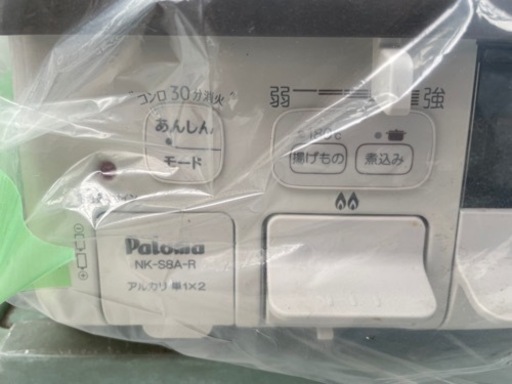 コンロ30分消火
あんしん
モード
弱 強
180℃
揚げもの 煮込み
Paloma
NK-S8A-R
アルカリ 単1×2